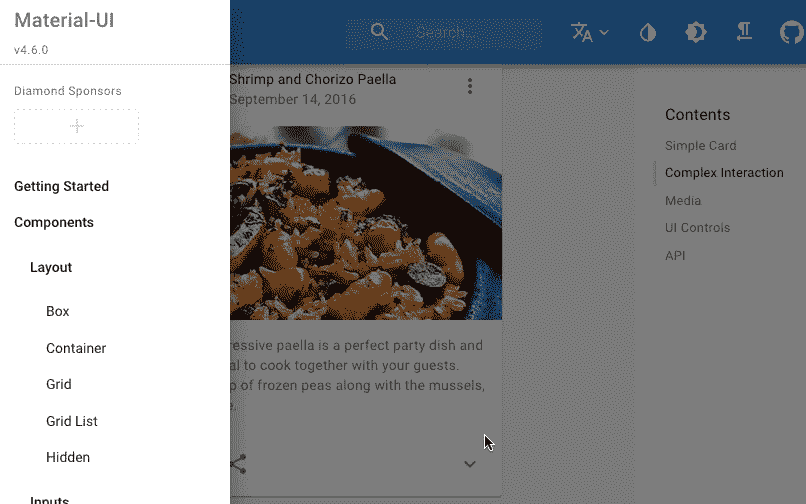 Material-UI
v4.6.0
Diamond Sponsors
Getting Started
Components
Layout
Box
Container
Grid
Grid List
Hidden
Inputs
Search…
Shrimp and Chorizo Paella
September 14, 2016
ressive paella is a perfect party dish and
al to cook together with your guests.
of frozen peas along with the mussels,
Contents
Simple Card
Complex Interaction
Media
UI Controls
API